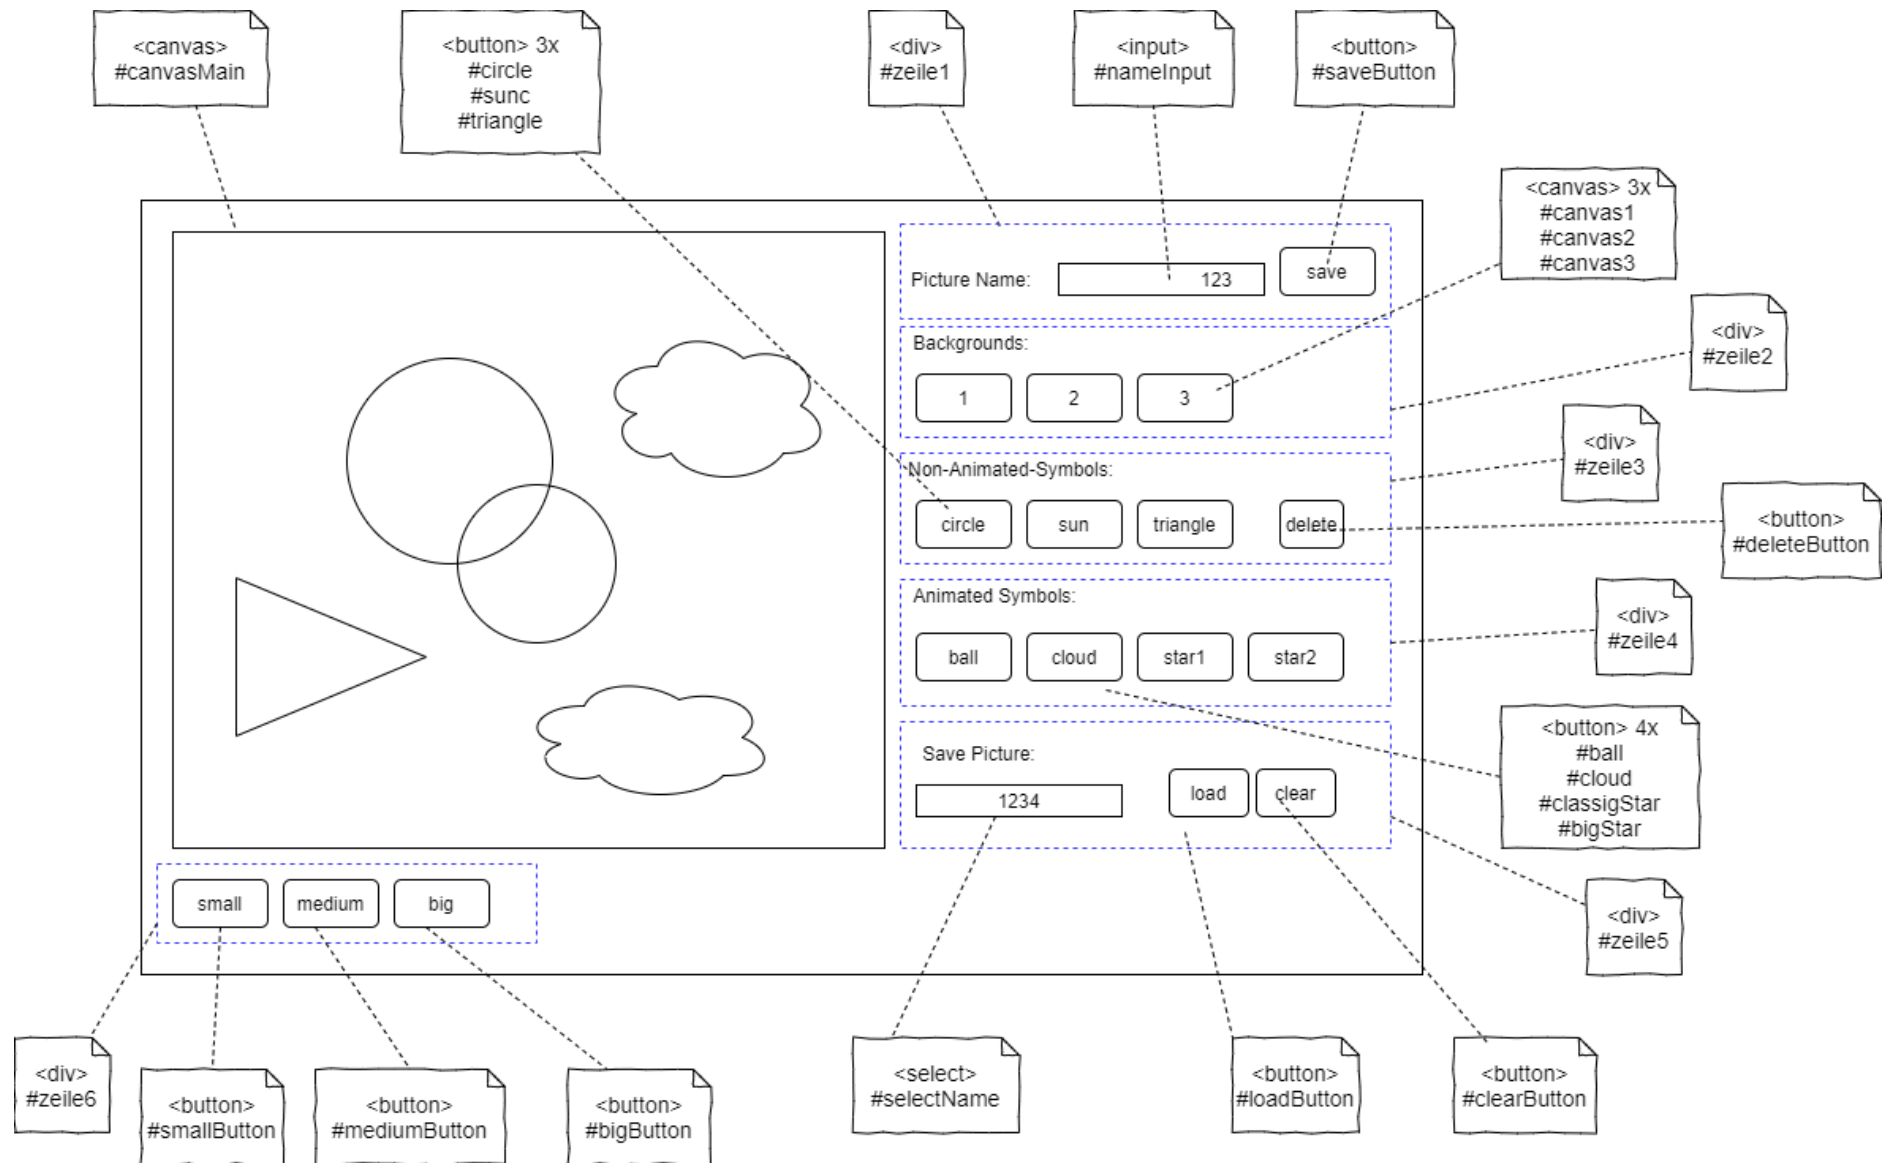 <canvas>
#canvasMain
<button> 3x
#circle
#sunc
#triangle
<div>
#zeile1
<input>
#nameInput
<button>
#saveButton
<canvas> 3x
#canvas1
#canvas2
#canvas3
Picture Name:
123
save
<div>
#zeile2
Backgrounds:
1
2
3
<div>
#zeile3
Non-Animated-Symbols:
circle
sun
triangle
delete
<button>
#deleteButton
Animated Symbols:
ball
cloud
star1
star2
<div>
#zeile4
<button> 4x
#ball
#cloud
#classigStar
#bigStar
Save Picture:
1234
load
clear
<div>
#zeile5
small
medium
big
<div>
#zeile6
<button>
#smallButton
<button>
#mediumButton
<button>
#bigButton
<select>
#selectName
<button>
#loadButton
<button>
#clearButton